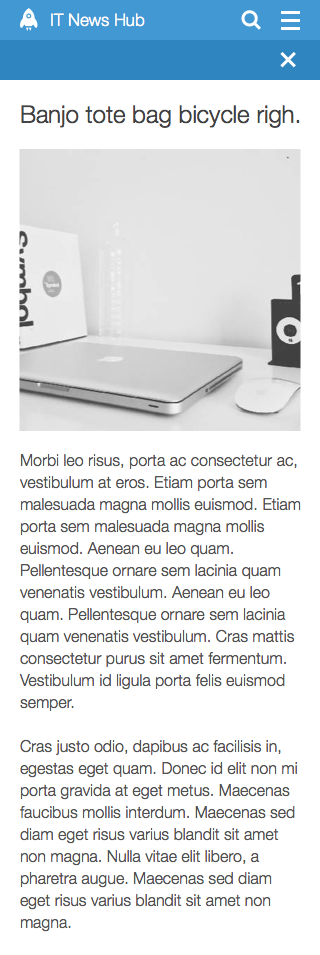 IT News Hub
Banjo tote bag bicycle righ.
Symbol
Morbi leo risus, porta ac consectetur ac,
vestibulum at eros. Etiam porta sem
malesuada magna mollis euismod. Etiam
porta sem malesuada magna mollis
euismod. Aenean eu leo quam.
Pellentesque ornare sem lacinia quam
venenatis vestibulum. Aenean eu leo
quam. Pellentesque ornare sem lacinia
quam venenatis vestibulum. Cras mattis
consectetur purus sit amet fermentum.
Vestibulum id ligula porta felis euismod
semper.
Cras justo odio, dapibus ac facilisis in,
egestas eget quam. Donec id elit non mi
porta gravida at eget metus. Maecenas
faucibus mollis interdum. Maecenas sed
diam eget risus varius blandit sit amet
non magna. Nulla vitae elit libero, a
pharetra augue. Maecenas sed diam
eget risus varius blandit sit amet non
magna.